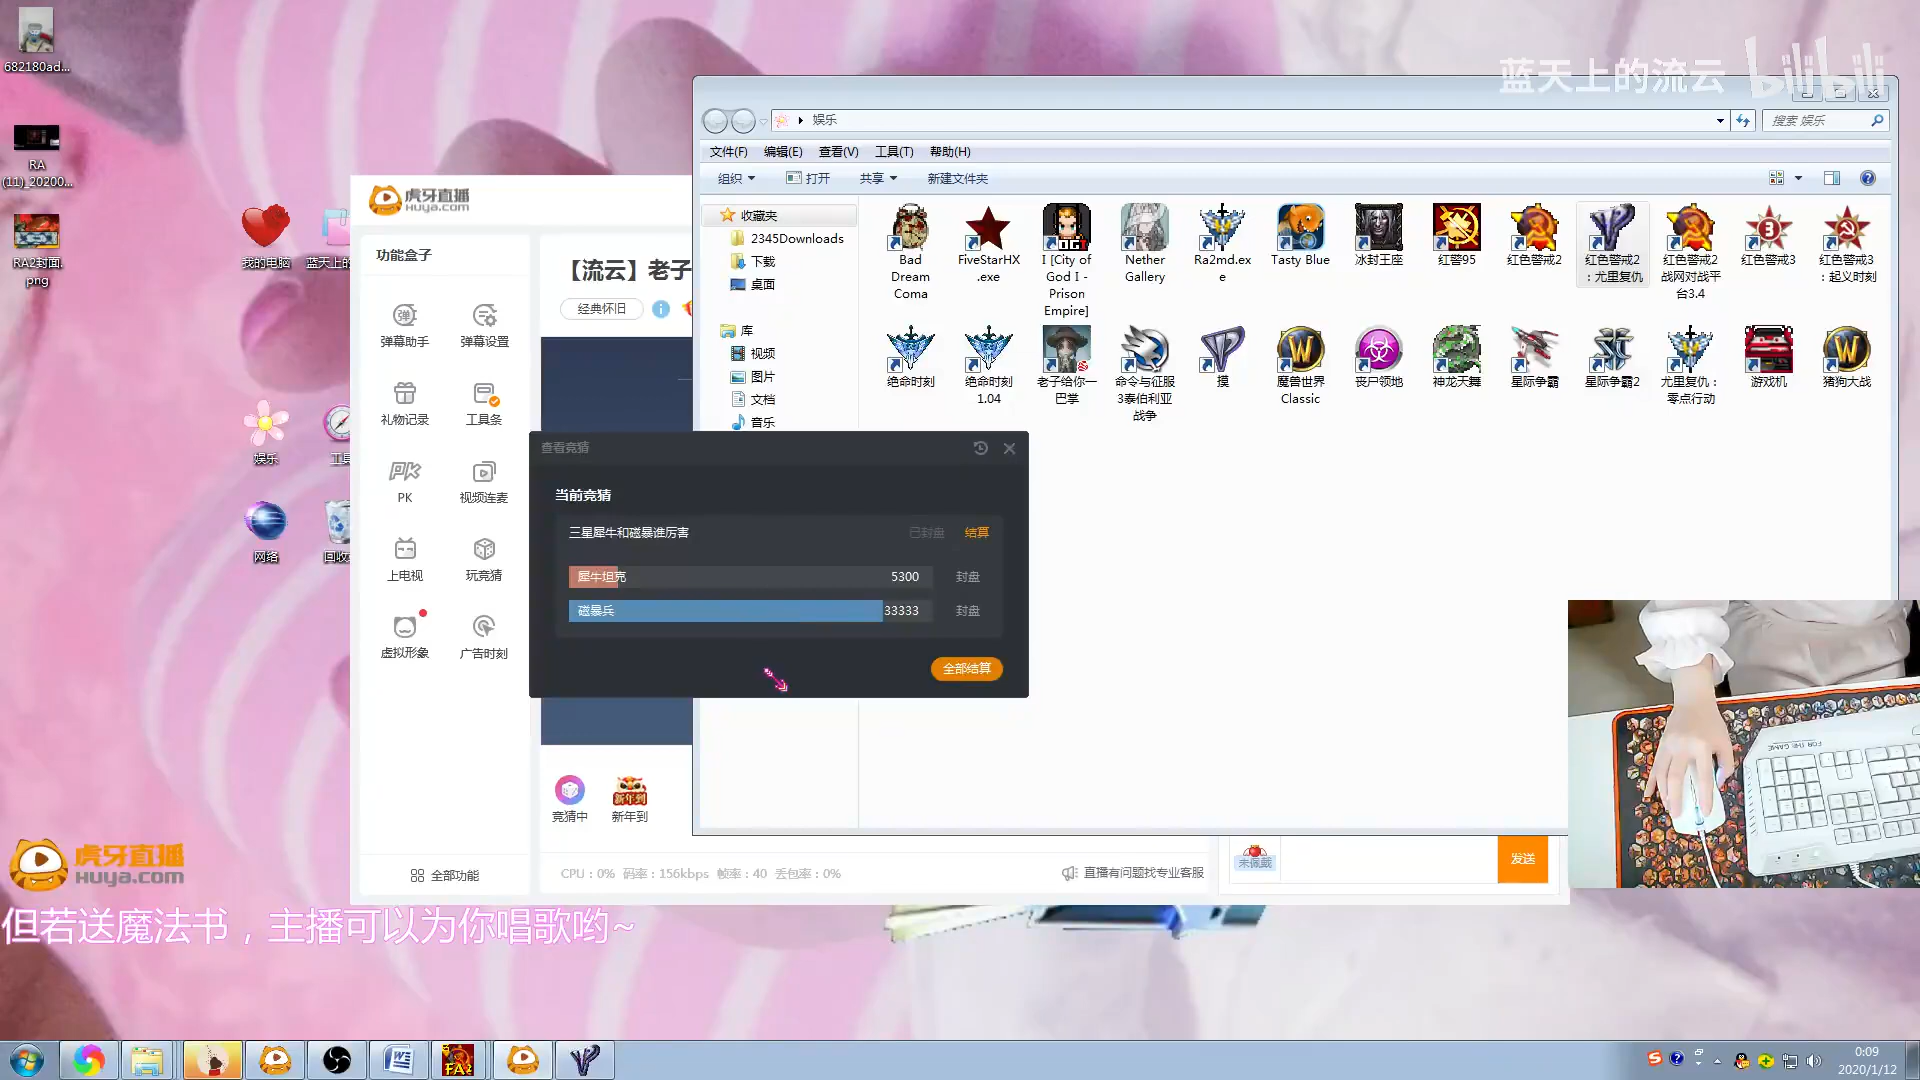 682180ad...
RA
(11)_20200...
RA2封面.
png
我的电脑
蓝天上的
娱乐
工具
网络
回收
虎牙直播
HUYA.com
功能盒子
弹幕助手
弹幕设置
礼物记录
工具条
PK
视频连麦
上电视
玩竞猜
虚拟形象
广告时刻
全部功能
【流云】老子
经典怀旧
竞猜中
新年到
CPU：0% 码率：156kbps 帧率：40 丢包率：0%
直播有问题找专业客服
未佩戴
发送
蓝天上的流云 bilibili
娱乐
搜索 娱乐
文件(F) 编辑(E) 查看(V) 工具(T) 帮助(H)
组织 打开 共享 新建文件夹
收藏夹
2345Downloads
下载
桌面
库
视频
图片
文档
音乐
Bad
Dream
Coma
FiveStarHX
.exe
I [City of
God I -
Prison
Empire]
Nether
Gallery
Ra2md.ex
e
Tasty Blue
冰封王座
红警95
红色警戒2
红色警戒2
：尤里复仇
红色警戒2
战网对战平
台3.4
红色警戒3
红色警戒3
：起义时刻
绝命时刻
绝命时刻
1.04
老子给你一
巴掌
命令与征服
3泰伯利亚
战争
摸
魔兽世界
Classic
丧尸领地
神龙天舞
星际争霸
星际争霸2
尤里复仇：
零点行动
游戏机
猪狗大战
查看竞猜
当前竞猜
三星犀牛和磁暴谁厉害 已封盘 结算
犀牛坦克 5300 封盘
磁暴兵 33333 封盘
全部结算
FOR THE GAME
虎牙直播
HUYA.com
但若送魔法书，主播可以为你唱歌哟~
0:09
2020/1/12